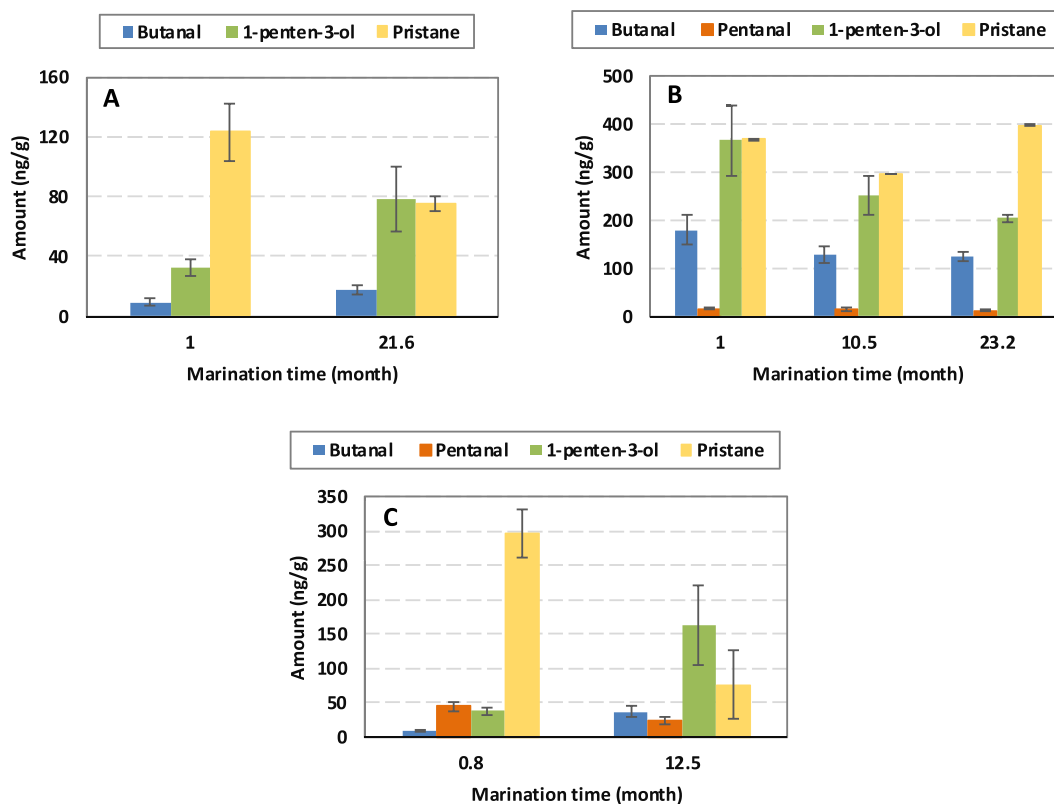 Butanal 1-penten-3-ol Pristane
A
Amount (ng/g)
160
120
80
40
0
1 21.6
Marination time (month)
Butanal Pentanal 1-penten-3-ol Pristane
B
Amount (ng/g)
500
400
300
200
100
0
1 10.5 23.2
Marination time (month)
Butanal Pentanal 1-penten-3-ol Pristane
C
Amount (ng/g)
350
300
250
200
150
100
50
0
0.8 12.5
Marination time (month)